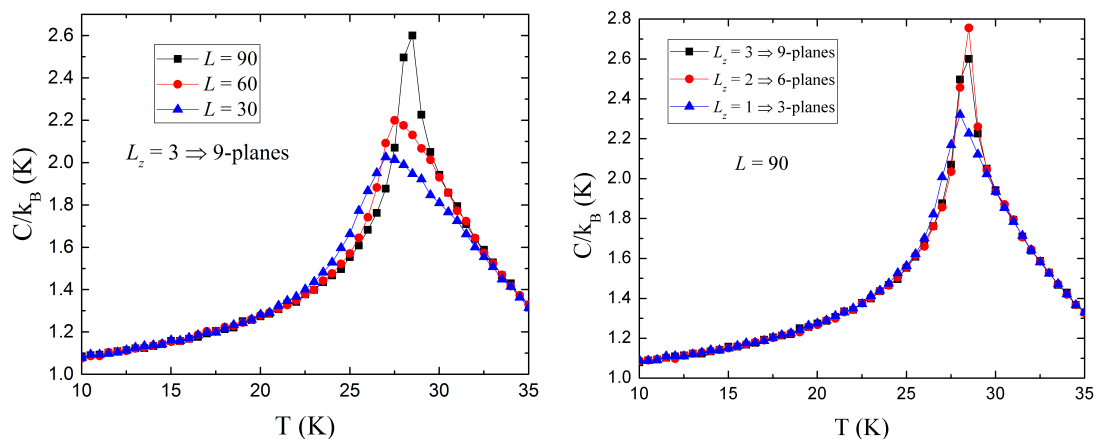 2.6
2.4
2.2
2.0
1.8
1.6
1.4
1.2
1.0
C/k_B (K)
L = 90
L = 60
L = 30
L_z = 3 ⇒ 9-planes
10 15 20 25 30 35
T (K)
2.8
2.6
2.4
2.2
2.0
1.8
1.6
1.4
1.2
1.0
C/k_B (K)
L_z = 3 ⇒ 9-planes
L_z = 2 ⇒ 6-planes
L_z = 1 ⇒ 3-planes
L = 90
10 15 20 25 30 35
T (K)